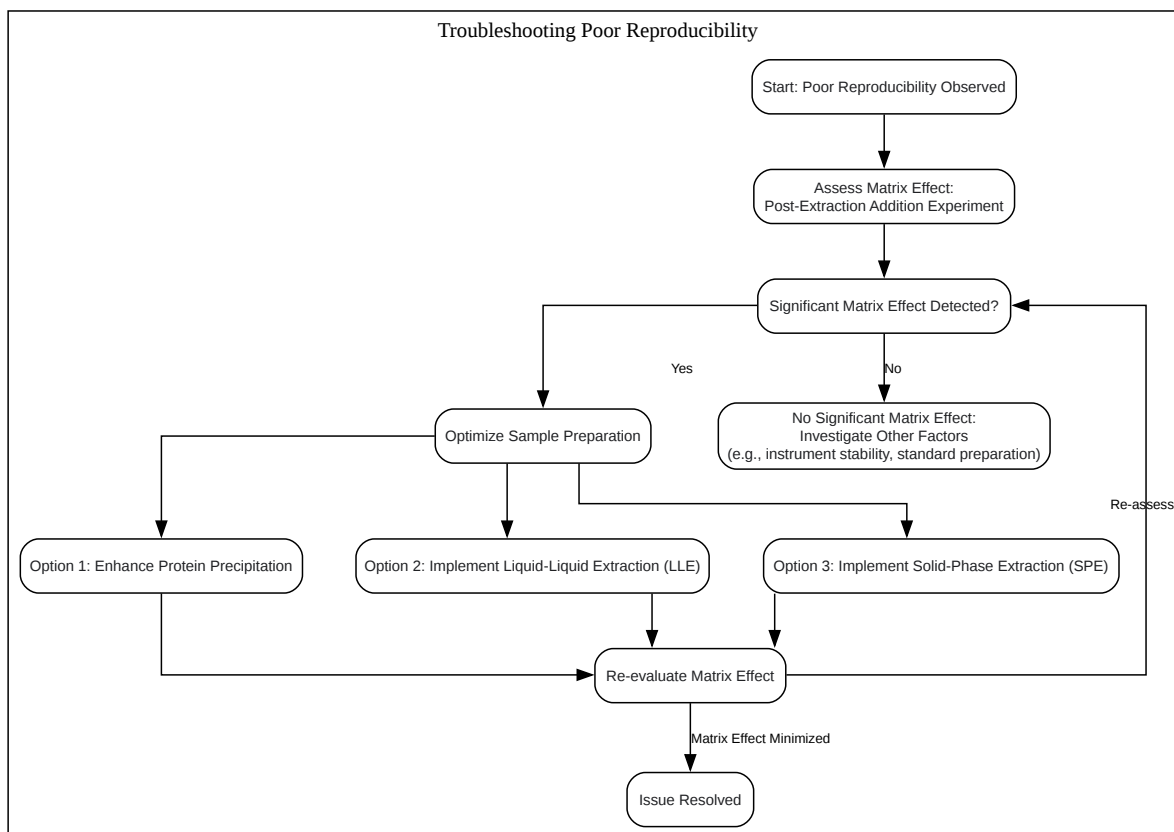 Troubleshooting Poor Reproducibility
Start: Poor Reproducibility Observed
Assess Matrix Effect:
Post-Extraction Addition Experiment
Significant Matrix Effect Detected?
Yes
No
No Significant Matrix Effect:
Investigate Other Factors
(e.g., instrument stability, standard preparation)
Optimize Sample Preparation
Re-assess
Option 1: Enhance Protein Precipitation
Option 2: Implement Liquid-Liquid Extraction (LLE)
Option 3: Implement Solid-Phase Extraction (SPE)
Re-evaluate Matrix Effect
Matrix Effect Minimized
Issue Resolved